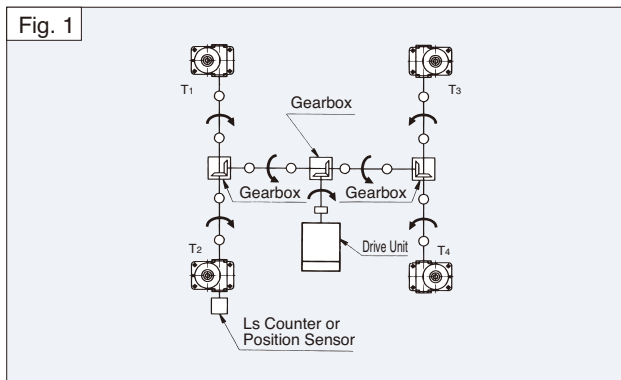 Fig. 1
T1
T3
Gearbox
Gearbox
Gearbox
T2
Drive Unit
T4
Ls Counter or
Position Sensor